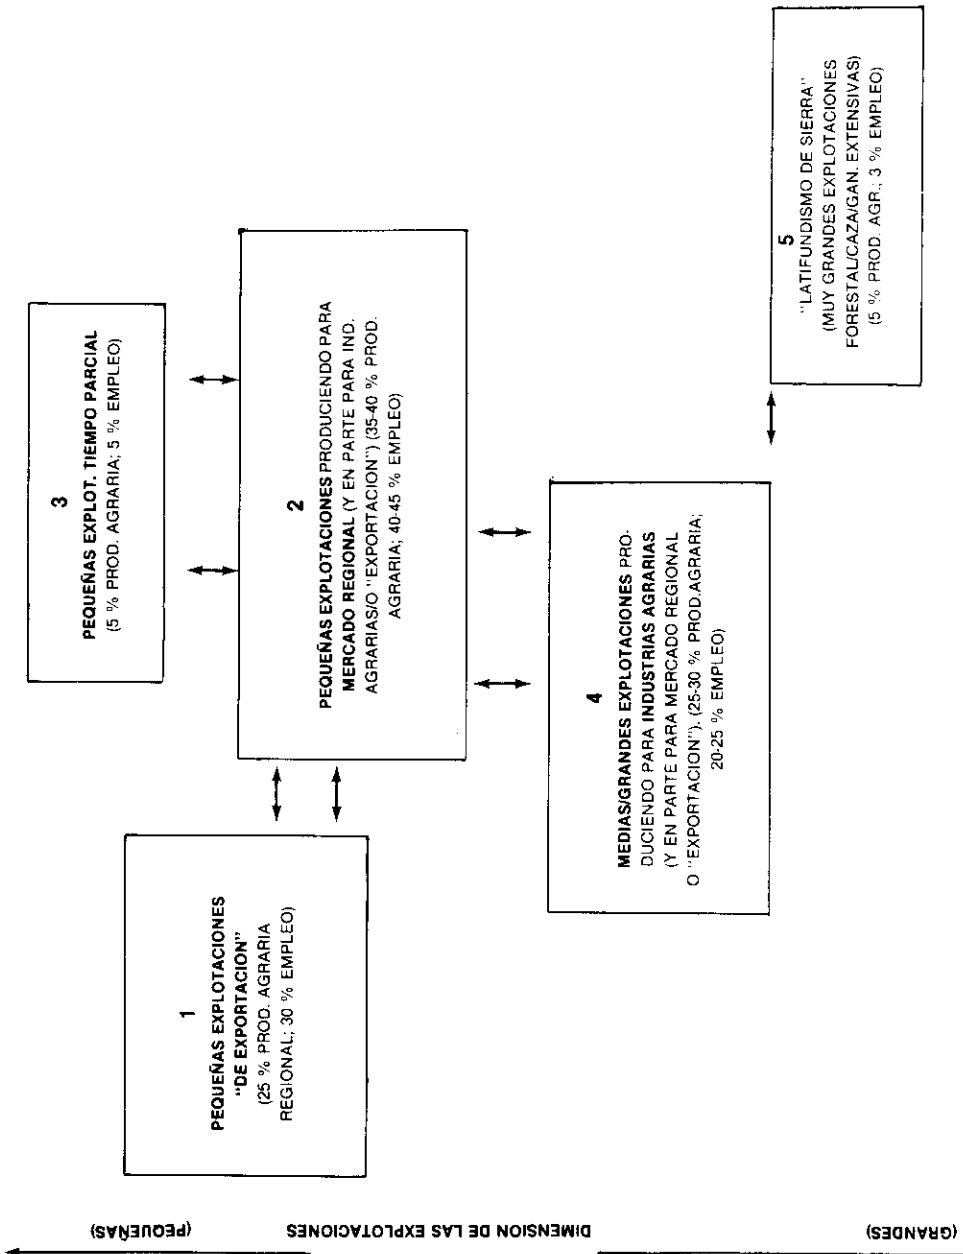 1
PEQUEÑAS EXPLOTACIONES
"DE EXPORTACION"
(25 % PROD. AGRARIA
REGIONAL; 30 % EMPLEO)
3
PEQUEÑAS EXPLOT. TIEMPO PARCIAL
(5 % PROD. AGRARIA; 5 % EMPLEO)
2
PEQUEÑAS EXPLOTACIONES PRODUCIENDO PARA
MERCADO REGIONAL (Y EN PARTE PARA IND.
AGRARIAS/O "EXPORTACION") (35-40 % PROD.
AGRARIA; 40-45 % EMPLEO)
4
MEDIAS/GRANDES EXPLOTACIONES PRO-
DUCIENDO PARA INDUSTRIAS AGRARIAS
(Y EN PARTE PARA MERCADO REGIONAL
O "EXPORTACION"). (25-30 % PROD.AGRARIA;
20-25 % EMPLEO)
5
"LATIFUNDISMO DE SIERRA"
(MUY GRANDES EXPLOTACIONES
FORESTAL/CAZA/GAN. EXTENSIVAS)
(5 % PROD. AGR.; 3 % EMPLEO)
(PEQUEÑAS)
DIMENSION DE LAS EXPLOTACIONES
(GRANDES)